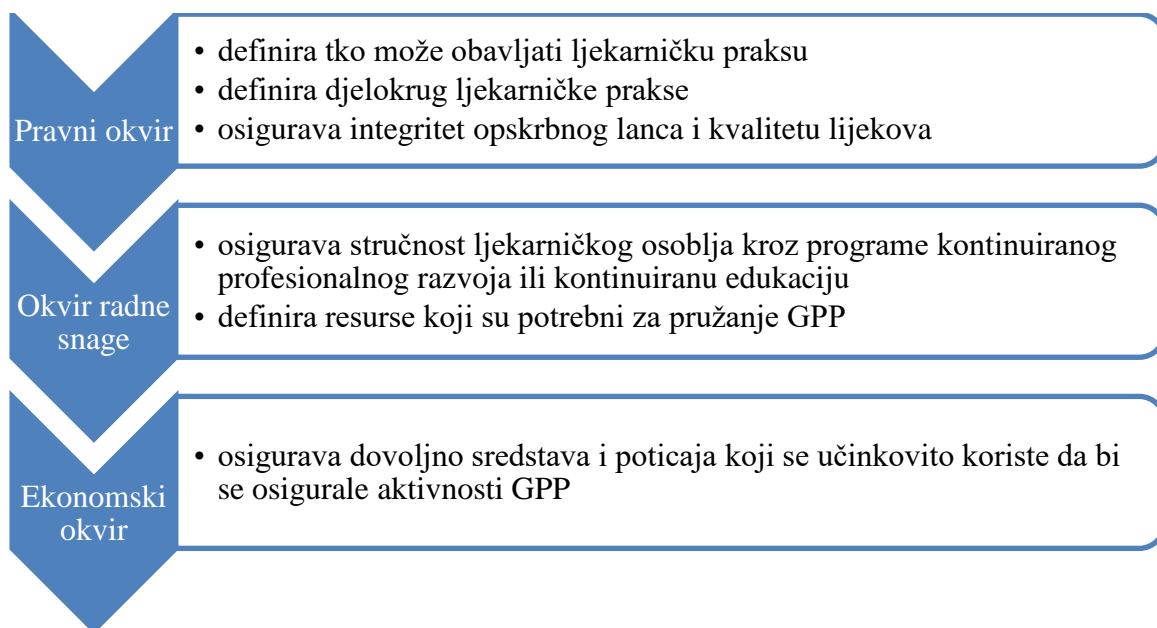 Pravni okvir
• definira tko može obavljati ljekarničku praksu
• definira djelokrug ljekarničke prakse
• osigurava integritet opskrbnog lanca i kvalitetu lijekova
Okvir radne
snage
• osigurava stručnost ljekarničkog osoblja kroz programe kontinuiranog
profesionalnog razvoja ili kontinuiranu edukaciju
• definira resurse koji su potrebni za pružanje GPP
Ekonomski
okvir
• osigurava dovoljno sredstava i poticaja koji se učinkovito koriste da bi
se osigurale aktivnosti GPP